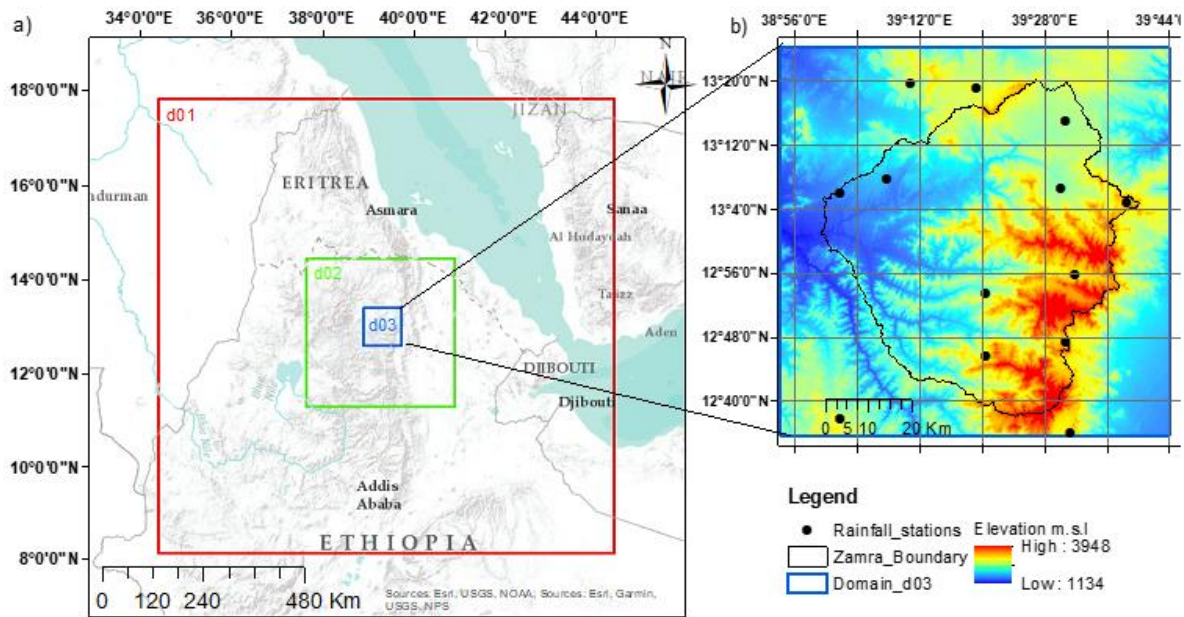 a)
34°0'0"E 36°0'0"E 38°0'0"E 40°0'0"E 42°0'0"E 44°0'0"E
18°0'0"N
16°0'0"N
14°0'0"N
12°0'0"N
10°0'0"N
8°0'0"N
N
NAJR
JIZAN
d01
ERITREA
ndurman
Asmara
Sanaa
Al Hudaydah
d02
Taizz
d03
Aden
DJIBOUTI
Djibouti
Blue
Nile
Addis
Ababa
ETHIOPIA
0 120 240 480 Km
Sources: Esri, USGS, NOAA, Sources: Esri, Garmin,
USGS, NPS
b)
38°56'E 39°12'E 39°28'E 39°44'E
13°20'0"N
13°12'0"N
13°4'0"N
12°56'0"N
12°48'0"N
12°40'0"N
0 5 10 20 Km
Legend
Rainfall_stations
Zamra_Boundary
Domain_d03
Elevation m.s.l
High : 3948
Low : 1134